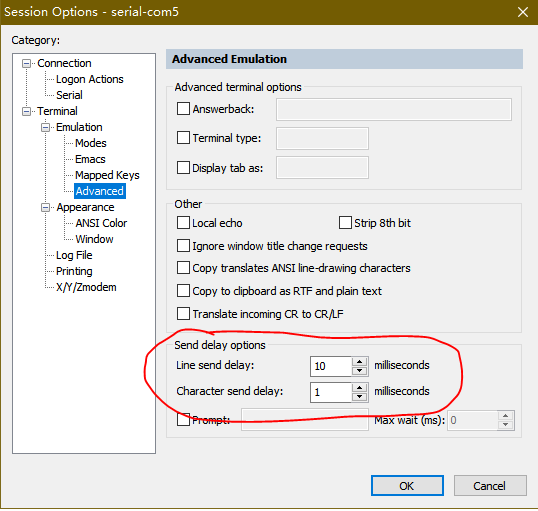 Session Options - serial-com5
Category:
Connection
Logon Actions
Serial
Terminal
Emulation
Modes
Emacs
Mapped Keys
Advanced
Appearance
ANSI Color
Window
Log File
Printing
X/Y/Zmodem
Advanced Emulation
Advanced terminal options
Answerback:
Terminal type:
Display tab as:
Other
Local echo Strip 8th bit
Ignore window title change requests
Copy translates ANSI line-drawing characters
Copy to clipboard as RTF and plain text
Translate incoming CR to CR/LF
Send delay options
Line send delay: 10 milliseconds
Character send delay: 1 milliseconds
Prompt: Max wait (ms): 0
OK Cancel